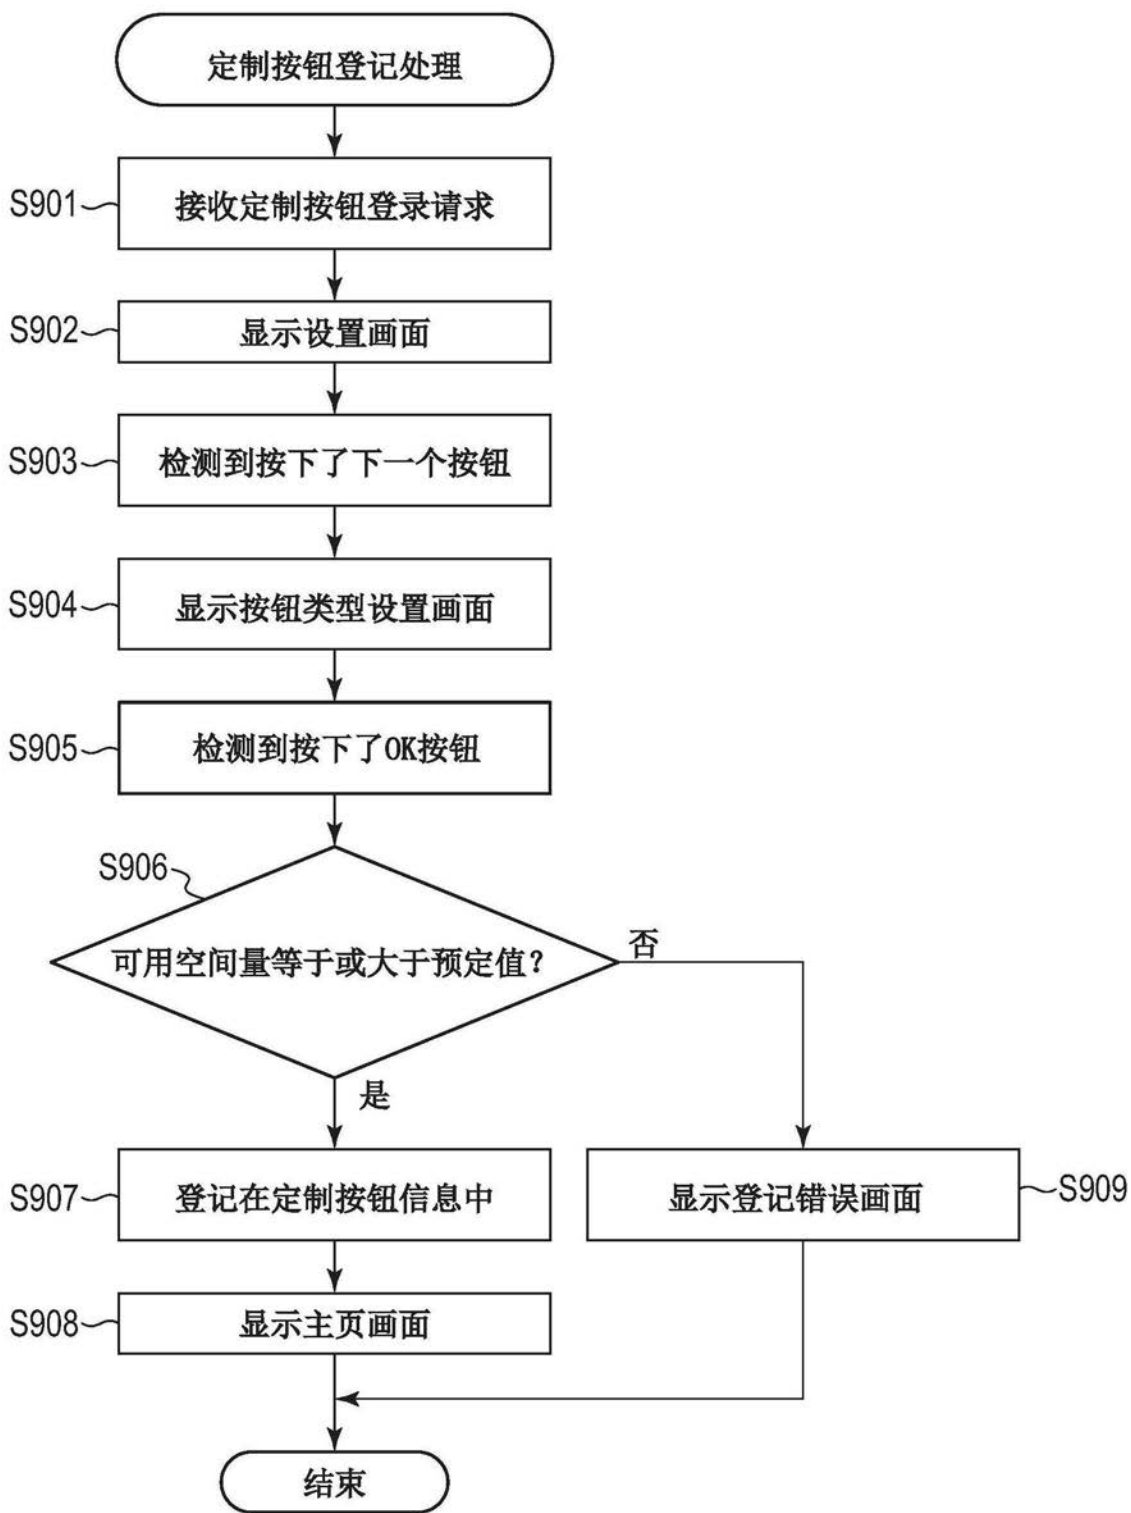 定制按钮登记处理
S901
接收定制按钮登录请求
S902
显示设置画面
S903
检测到按下了下一个按钮
S904
显示按钮类型设置画面
S905
检测到按下了OK按钮
S906
可用空间量等于或大于预定值?
否
是
S907
登记在定制按钮信息中
显示登记错误画面
S909
S908
显示主页画面
结束